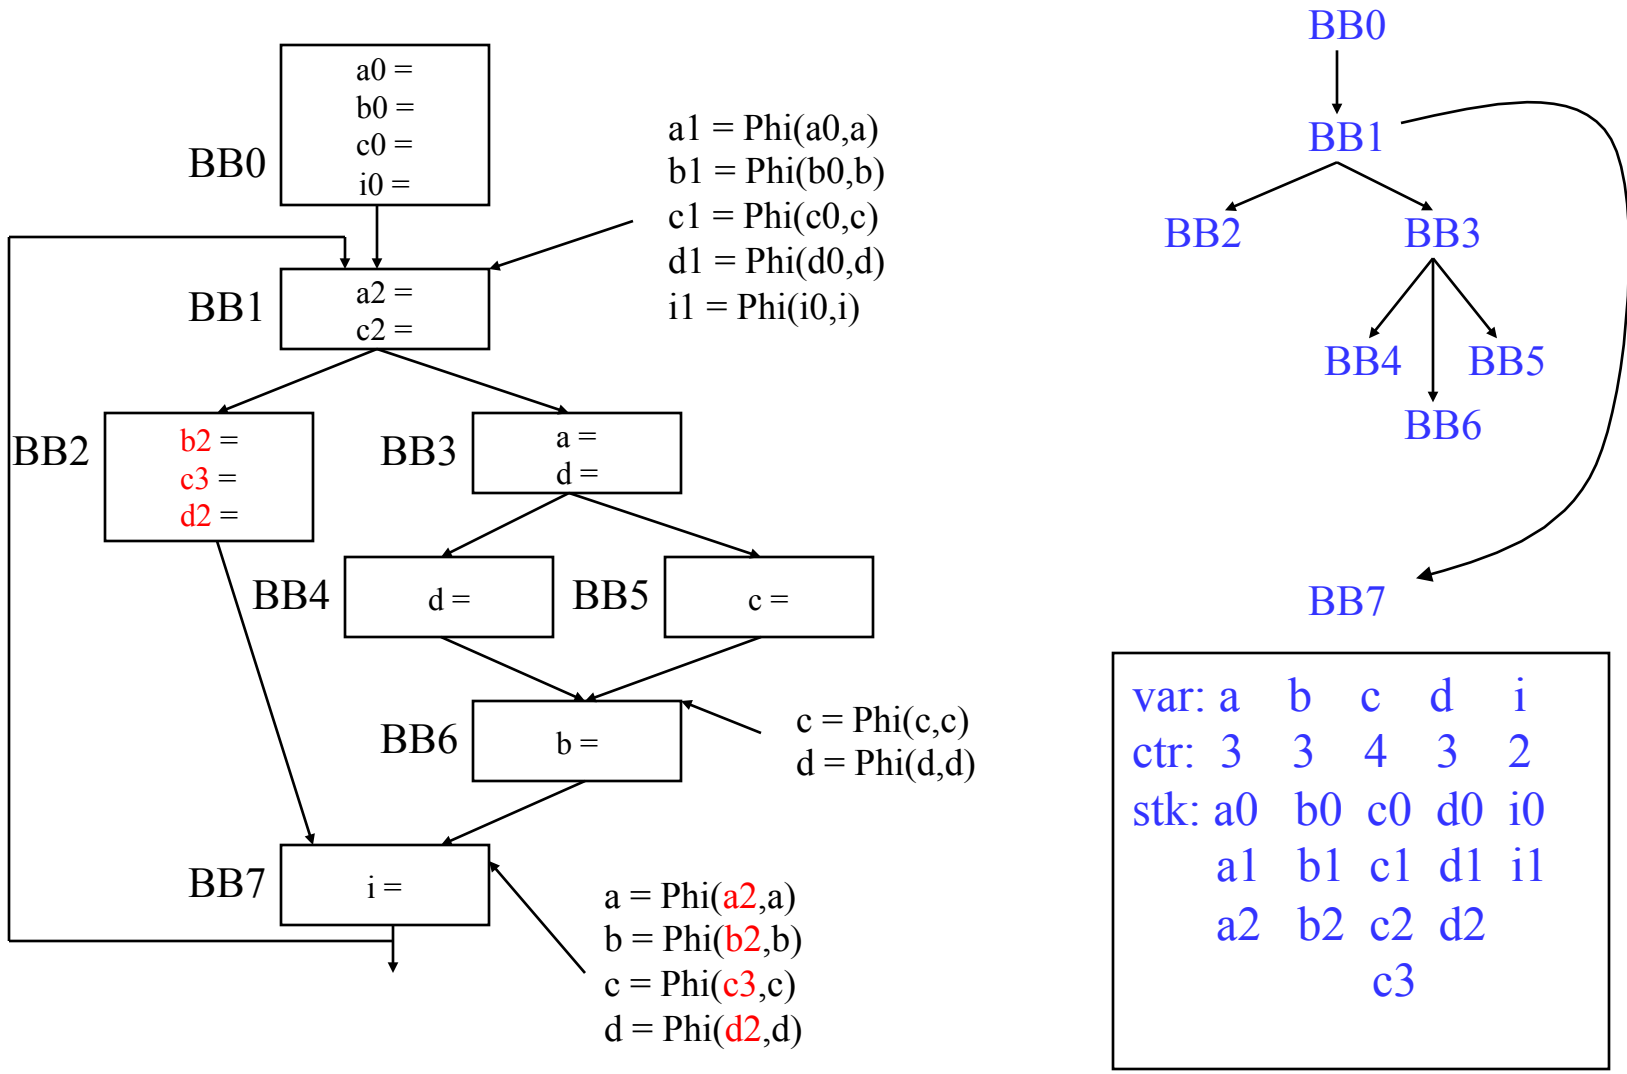 BB0
a0 =
b0 =
c0 =
i0 =
a1 = Phi(a0,a)
b1 = Phi(b0,b)
c1 = Phi(c0,c)
d1 = Phi(d0,d)
i1 = Phi(i0,i)
BB1
a2 =
c2 =
BB2
b2 =
c3 =
d2 =
BB3
a =
d =
BB4
d =
BB5
c =
BB6
b =
c = Phi(c,c)
d = Phi(d,d)
BB7
i =
a = Phi(a2,a)
b = Phi(b2,b)
c = Phi(c3,c)
d = Phi(d2,d)
BB0
BB1
BB2 BB3
BB4 BB5
BB6
BB7
var: a b c d i
ctr: 3 3 4 3 2
stk: a0 b0 c0 d0 i0
a1 b1 c1 d1 i1
a2 b2 c2 d2
c3